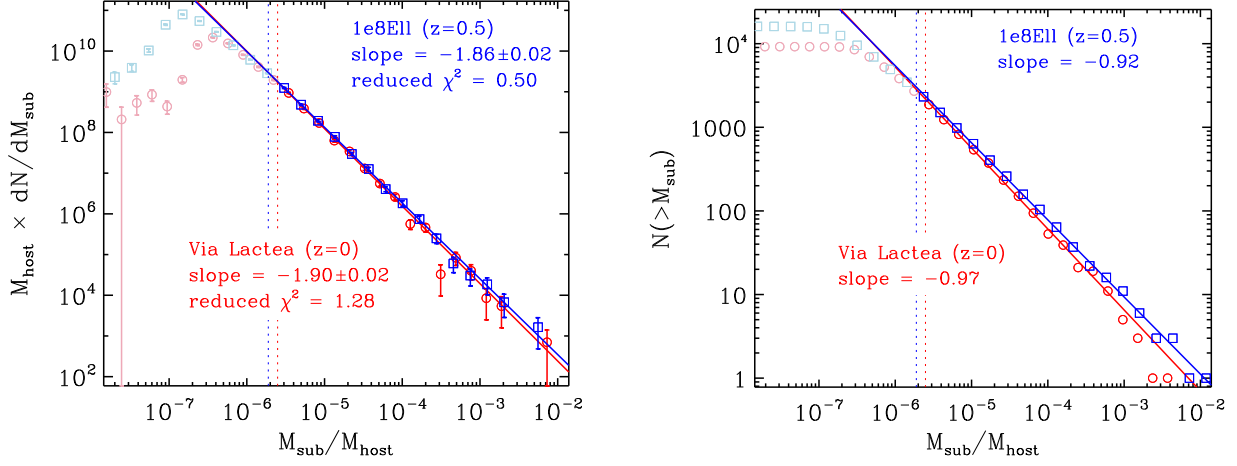 1e8Ell (z=0.5)
slope = −1.86±0.02
reduced χ² = 0.50
Via Lactea (z=0)
slope = −1.90±0.02
reduced χ² = 1.28
M_host × dN/dM_sub
10^10
10^8
10^6
10^4
10^2
10^−7 10^−6 10^−5 10^−4 10^−3 10^−2
M_sub/M_host
1e8Ell (z=0.5)
slope = −0.92
Via Lactea (z=0)
slope = −0.97
N(>M_sub)
10^4
1000
100
10
1
10^−7 10^−6 10^−5 10^−4 10^−3 10^−2
M_sub/M_host